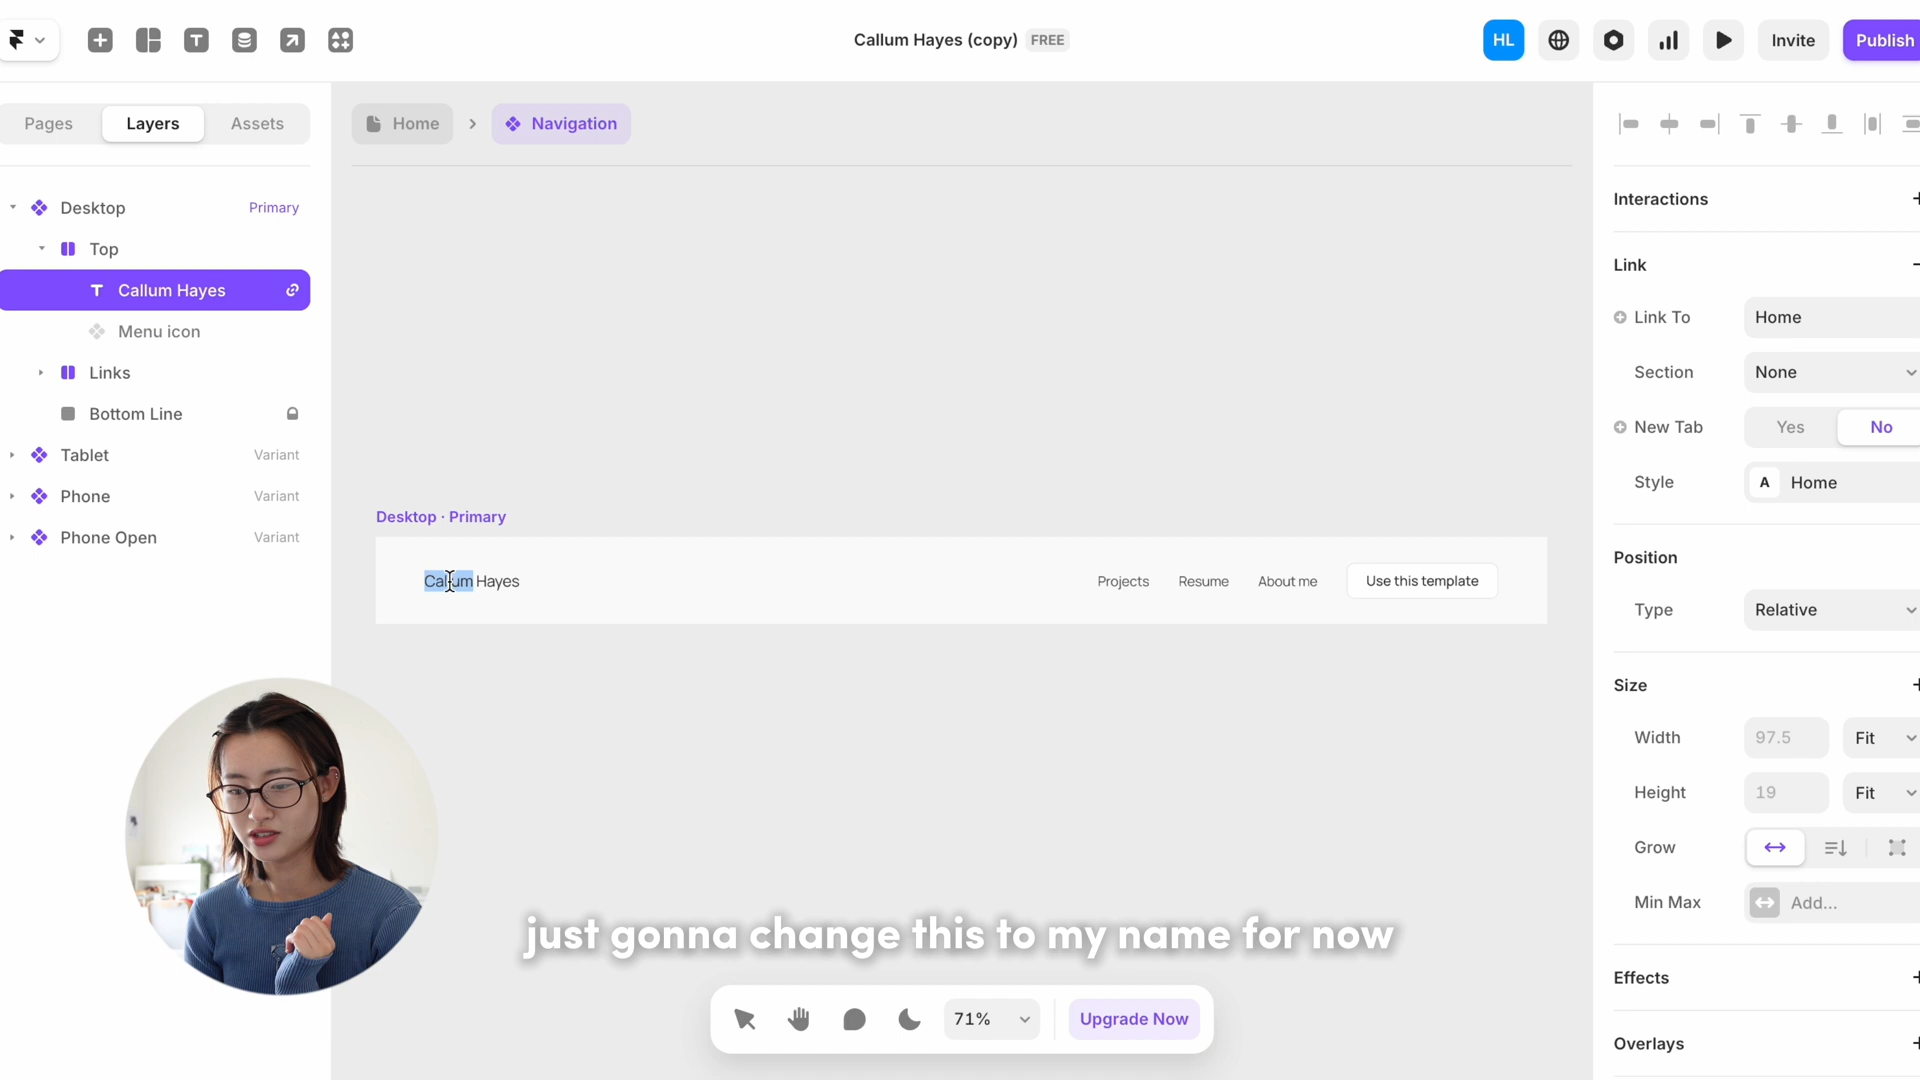 Callum Hayes (copy) FREE
HL
Invite
Publish
Pages Layers Assets
Home
Navigation
Desktop Primary
Top
Callum Hayes
Menu icon
Links
Bottom Line
Tablet Variant
Phone Variant
Phone Open Variant
Desktop · Primary
Callum Hayes
Projects Resume About me Use this template
just gonna change this to my name for now
71%
Upgrade Now
Interactions
Link
Link To Home
Section None
New Tab Yes No
Style A Home
Position
Type Relative
Size
Width 97.5 Fit
Height 19 Fit
Grow
Min Max Add...
Effects
Overlays